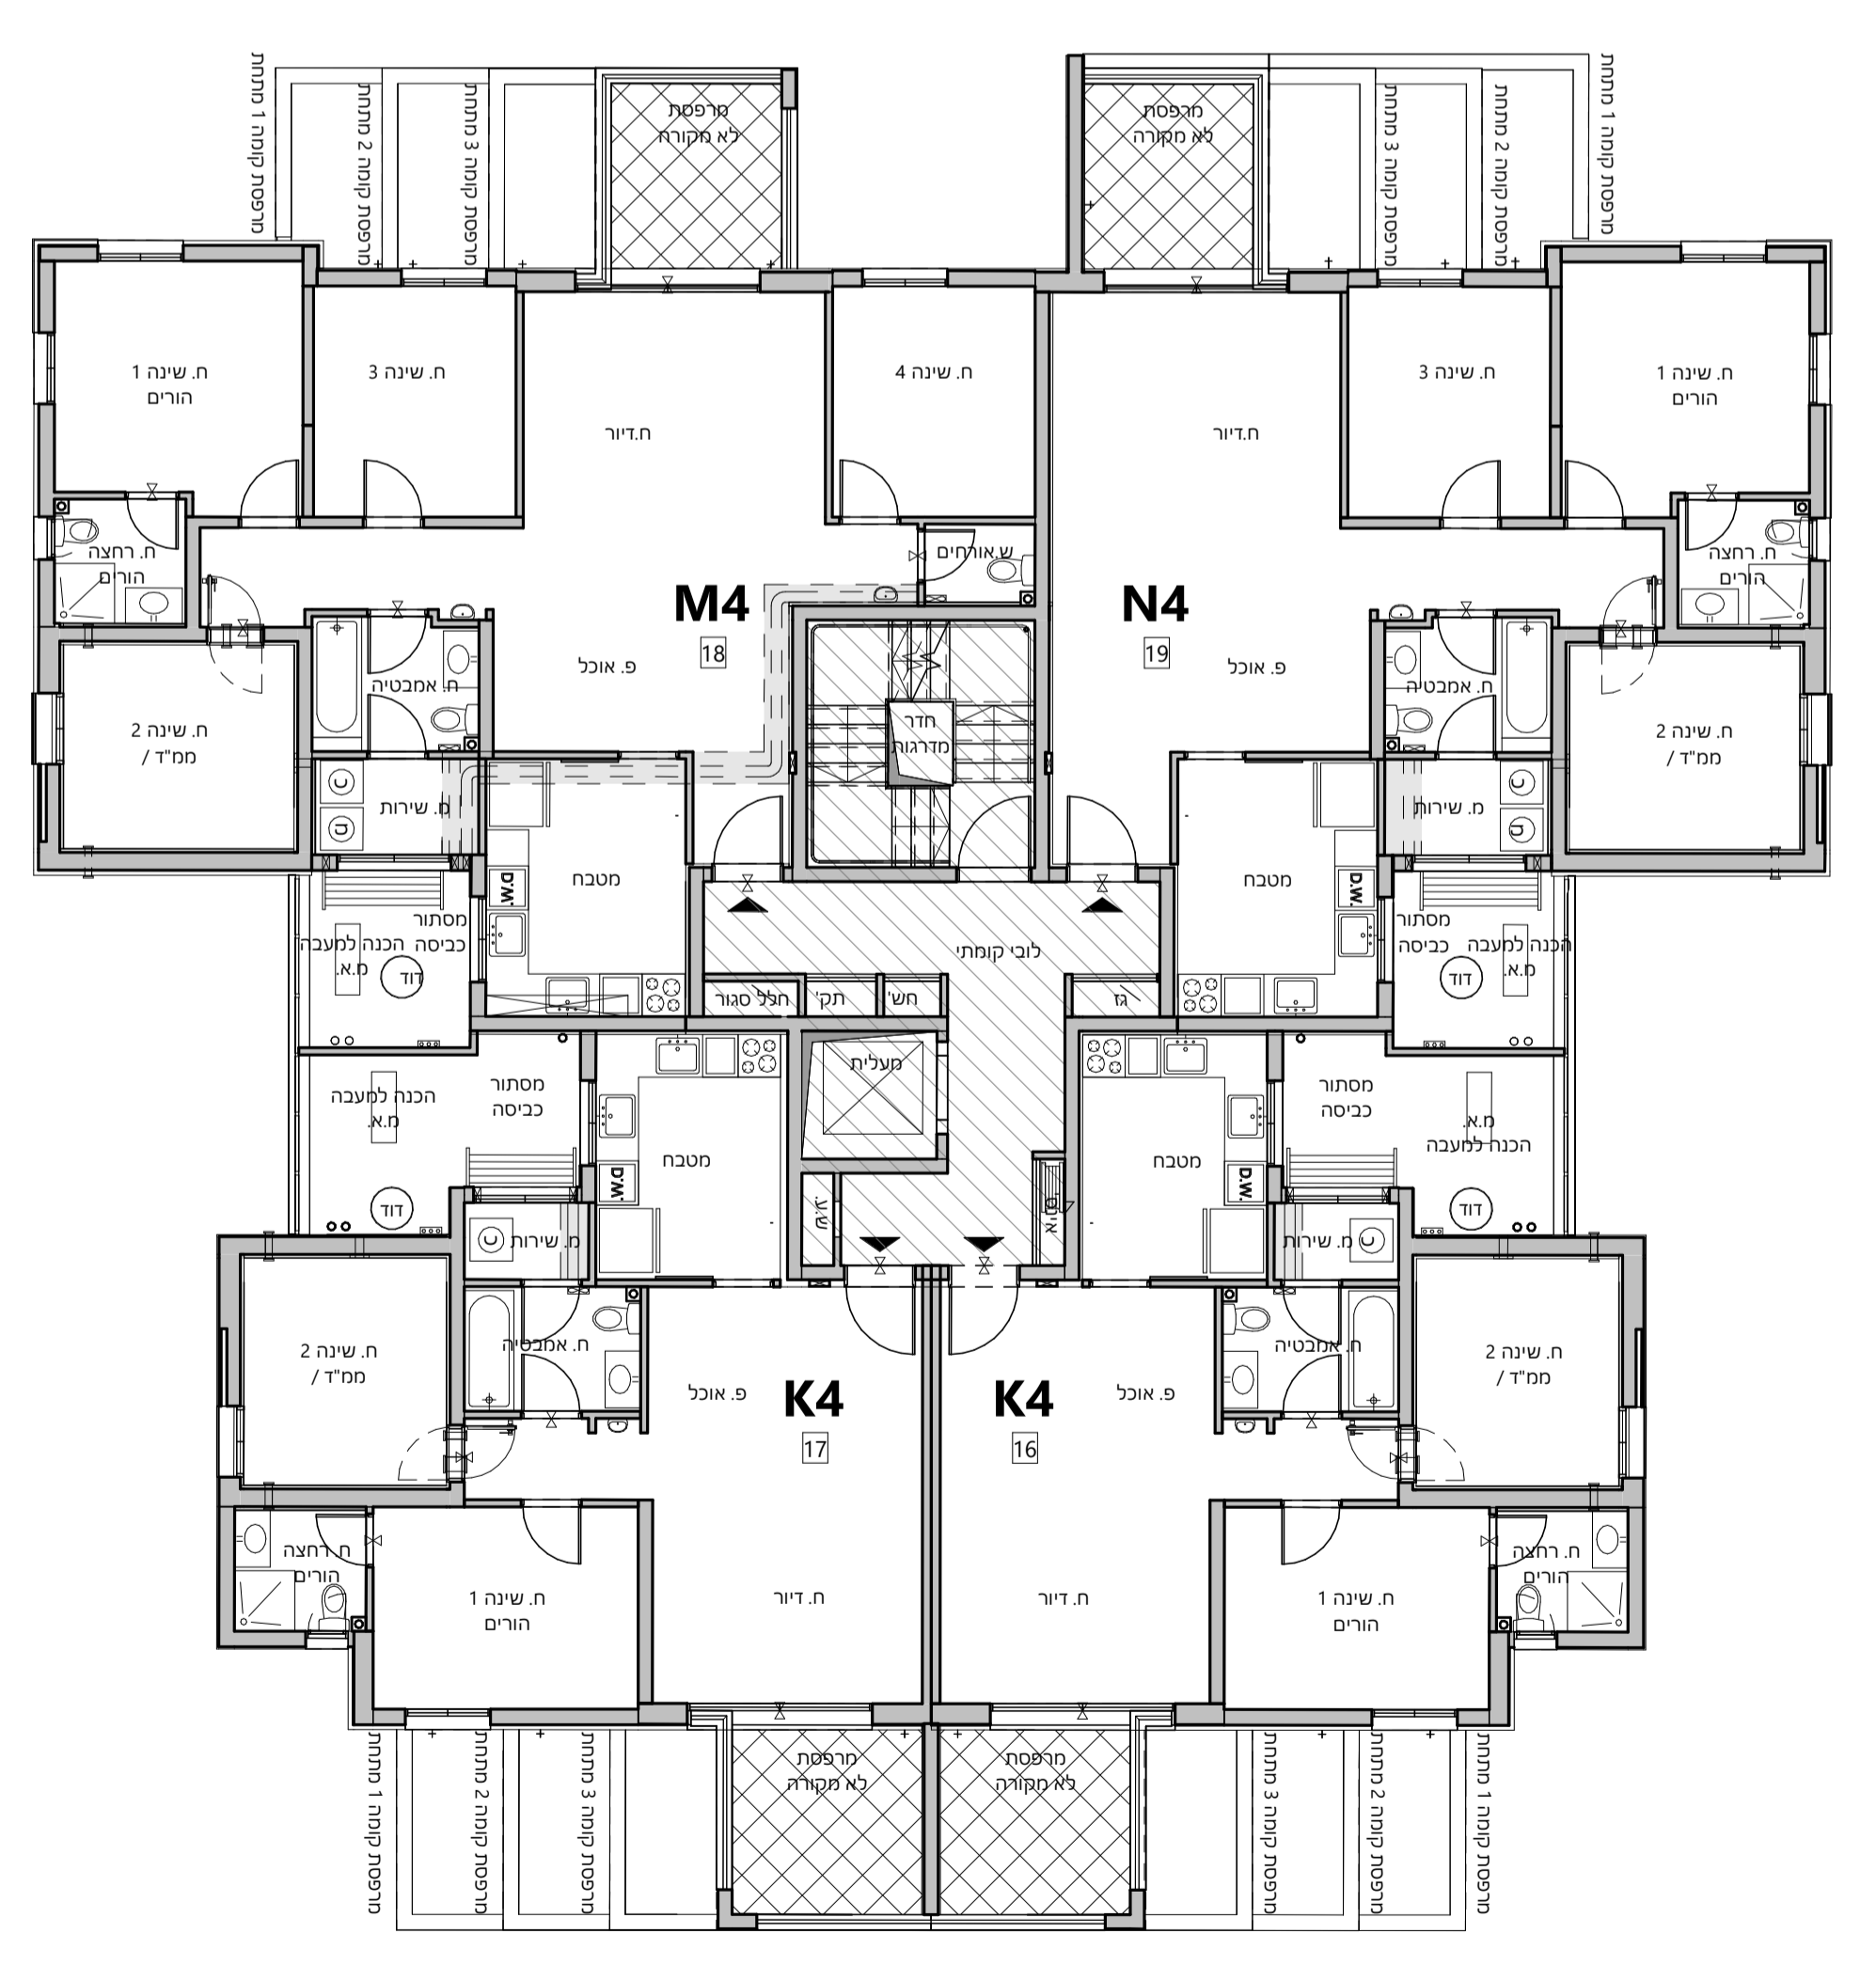 מרפסת קומה 1 מתחת
מרפסת קומה 2 מתחת
מרפסת קומה 3 מתחת
מרפסת
לא מקורה
מרפסת
לא מקורה
מרפסת קומה 3 מתחת
מרפסת קומה 2 מתחת
מרפסת קומה 1 מתחת
ח. שינה 1
הורים
ח. שינה 3
ח.דיור
ח. שינה 4
ח.דיור
ח. שינה 3
ח. שינה 1
הורים
ח. רחצה
הורים
ש.אורחים
ח. רחצה
הורים
M4
18
N4
19
פ. אוכל
פ. אוכל
ח. אמבטיה
ח. אמבטיה
ח. שינה 2
/ ממ"ד
חדר
מדרגות
ח. שינה 2
/ ממ"ד
כ
מ
מ. שירות
מ. שירות
כ
מ
מטבח
D.W.
מטבח
D.W.
מסתור
כביסה
הכנה למעבה
מ.א.
דוד
לובי קומתי
מסתור
כביסה
הכנה למעבה
מ.א.
דוד
חלל סגור
תק'
חש'
גז
הכנה למעבה
מ.א.
מסתור
כביסה
מעלית
מסתור
כביסה
מ.א.
הכנה למעבה
מטבח
D.W.
מטבח
D.W.
דוד
דוד
ש.ע.
כ
מ. שירות
מ. שירות
כ
ח. אמבטיה
ח. אמבטיה
ח. שינה 2
/ ממ"ד
ח. שינה 2
/ ממ"ד
פ. אוכל
K4
17
K4
16
פ. אוכל
ח. רחצה
הורים
ח. רחצה
הורים
ח. שינה 1
הורים
ח. דיור
ח. דיור
ח. שינה 1
הורים
מרפסת קומה 1 מתחת
מרפסת קומה 2 מתחת
מרפסת קומה 3 מתחת
מרפסת
לא מקורה
מרפסת
לא מקורה
מרפסת קומה 3 מתחת
מרפסת קומה 2 מתחת
מרפסת קומה 1 מתחת